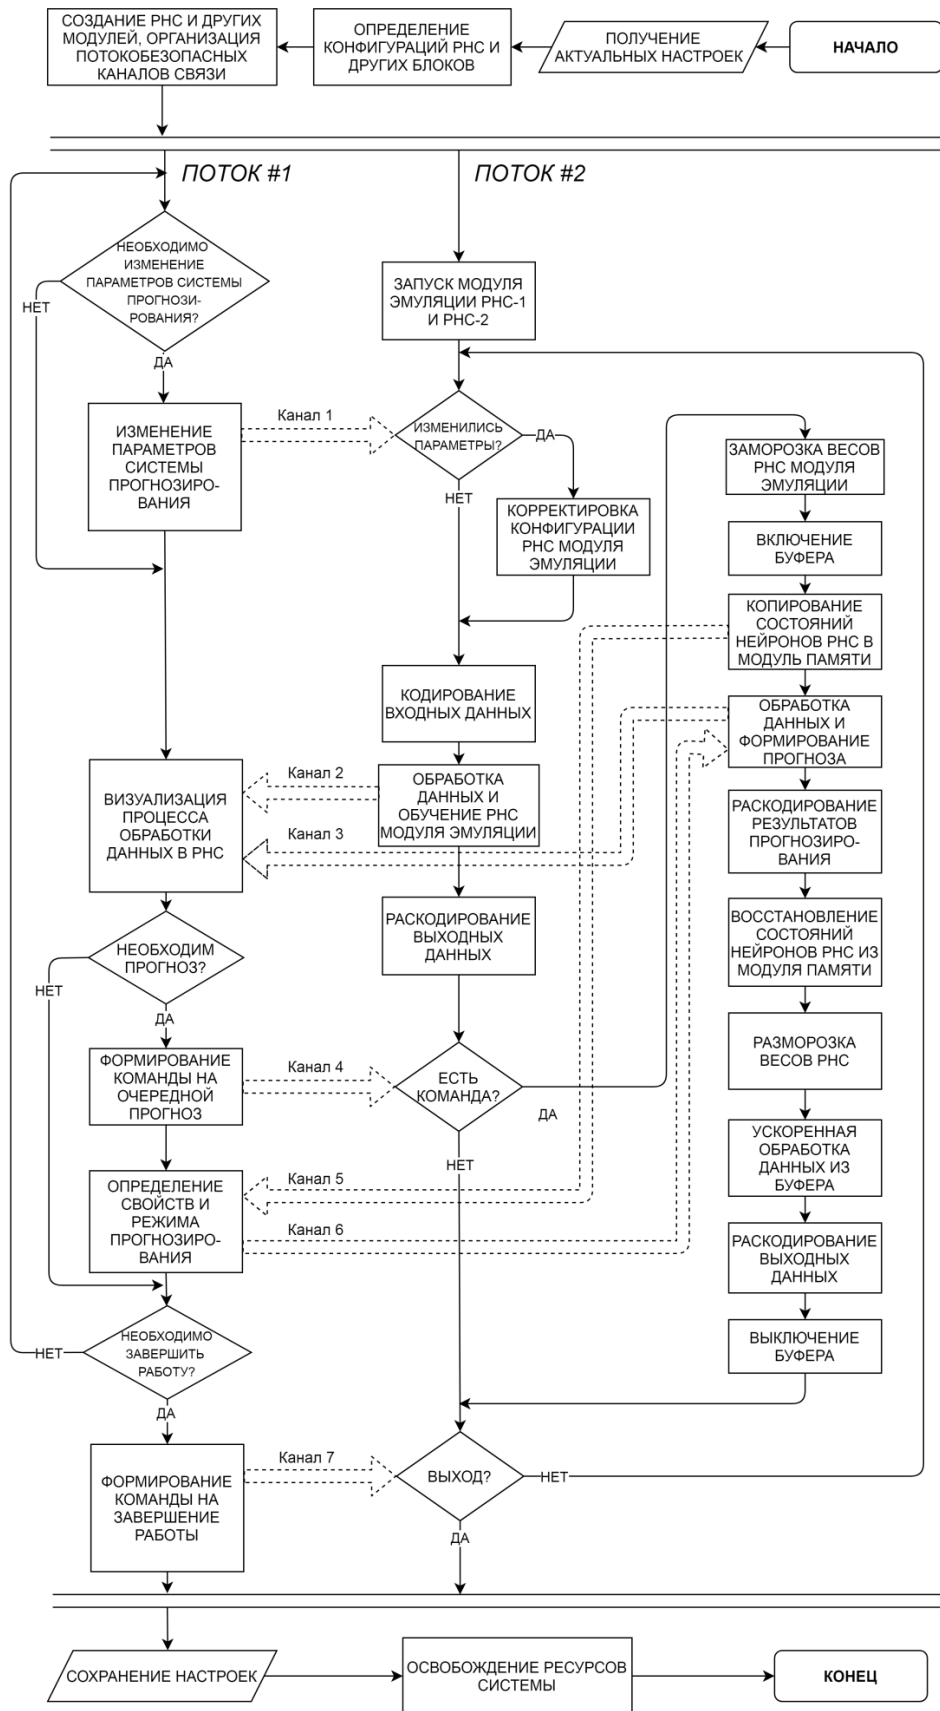 СОЗДАНИЕ РНС И ДРУГИХ
МОДУЛЕЙ, ОРГАНИЗАЦИЯ
ПОТОКОБЕЗОПАСНЫХ
КАНАЛОВ СВЯЗИ
ОПРЕДЕЛЕНИЕ
КОНФИГУРАЦИЙ РНС И
ДРУГИХ БЛОКОВ
ПОЛУЧЕНИЕ
АКТУАЛЬНЫХ НАСТРОЕК
НАЧАЛО
ПОТОК #1
НЕОБХОДИМО
ИЗМЕНЕНИЕ
ПАРАМЕТРОВ СИСТЕМЫ
ПРОГНОЗИ-
РОВАНИЯ?
НЕТ
ДА
ИЗМЕНЕНИЕ
ПАРАМЕТРОВ
СИСТЕМЫ
ПРОГНОЗИРО-
ВАНИЯ
Канал 1
ВИЗУАЛИЗАЦИЯ
ПРОЦЕССА
ОБРАБОТКИ
ДАННЫХ В РНС
Канал 2
Канал 3
НЕОБХОДИМ
ПРОГНОЗ?
НЕТ
ДА
ФОРМИРОВАНИЕ
КОМАНДЫ НА
ОЧЕРЕДНОЙ
ПРОГНОЗ
Канал 4
ОПРЕДЕЛЕНИЕ
СВОЙСТВ И
РЕЖИМА
ПРОГНОЗИРО-
ВАНИЯ
Канал 5
Канал 6
НЕОБХОДИМО
ЗАВЕРШИТЬ
РАБОТУ?
НЕТ
ДА
ФОРМИРОВАНИЕ
КОМАНДЫ НА
ЗАВЕРШЕНИЕ
РАБОТЫ
Канал 7
ПОТОК #2
ЗАПУСК МОДУЛЯ
ЭМУЛЯЦИИ РНС-1
И РНС-2
ИЗМЕНИЛИСЬ
ПАРАМЕТРЫ?
ДА
НЕТ
КОРРЕКТИРОВКА
КОНФИГУРАЦИИ
РНС МОДУЛЯ
ЭМУЛЯЦИИ
КОДИРОВАНИЕ
ВХОДНЫХ ДАННЫХ
ОБРАБОТКА
ДАННЫХ И
ОБУЧЕНИЕ РНС
МОДУЛЯ ЭМУЛЯЦИИ
РАСКОДИРОВАНИЕ
ВЫХОДНЫХ
ДАННЫХ
ЕСТЬ
КОМАНДА?
ДА
НЕТ
ЗАМОРОЗКА ВЕСОВ
РНС МОДУЛЯ
ЭМУЛЯЦИИ
ВКЛЮЧЕНИЕ
БУФЕРА
КОПИРОВАНИЕ
СОСТОЯНИЙ
НЕЙРОНОВ РНС В
МОДУЛЬ ПАМЯТИ
ОБРАБОТКА
ДАННЫХ И
ФОРМИРОВАНИЕ
ПРОГНОЗА
РАСКОДИРОВАНИЕ
РЕЗУЛЬТАТОВ
ПРОГНОЗИРО-
ВАНИЯ
ВОССТАНОВЛЕНИЕ
СОСТОЯНИЙ
НЕЙРОНОВ РНС ИЗ
МОДУЛЯ ПАМЯТИ
РАЗМОРОЗКА
ВЕСОВ РНС
УСКОРЕННАЯ
ОБРАБОТКА
ДАННЫХ ИЗ
БУФЕРА
РАСКОДИРОВАНИЕ
ВЫХОДНЫХ
ДАННЫХ
ВЫКЛЮЧЕНИЕ
БУФЕРА
ВЫХОД?
НЕТ
ДА
СОХРАНЕНИЕ НАСТРОЕК
ОСВОБОЖДЕНИЕ РЕСУРСОВ
СИСТЕМЫ
КОНЕЦ